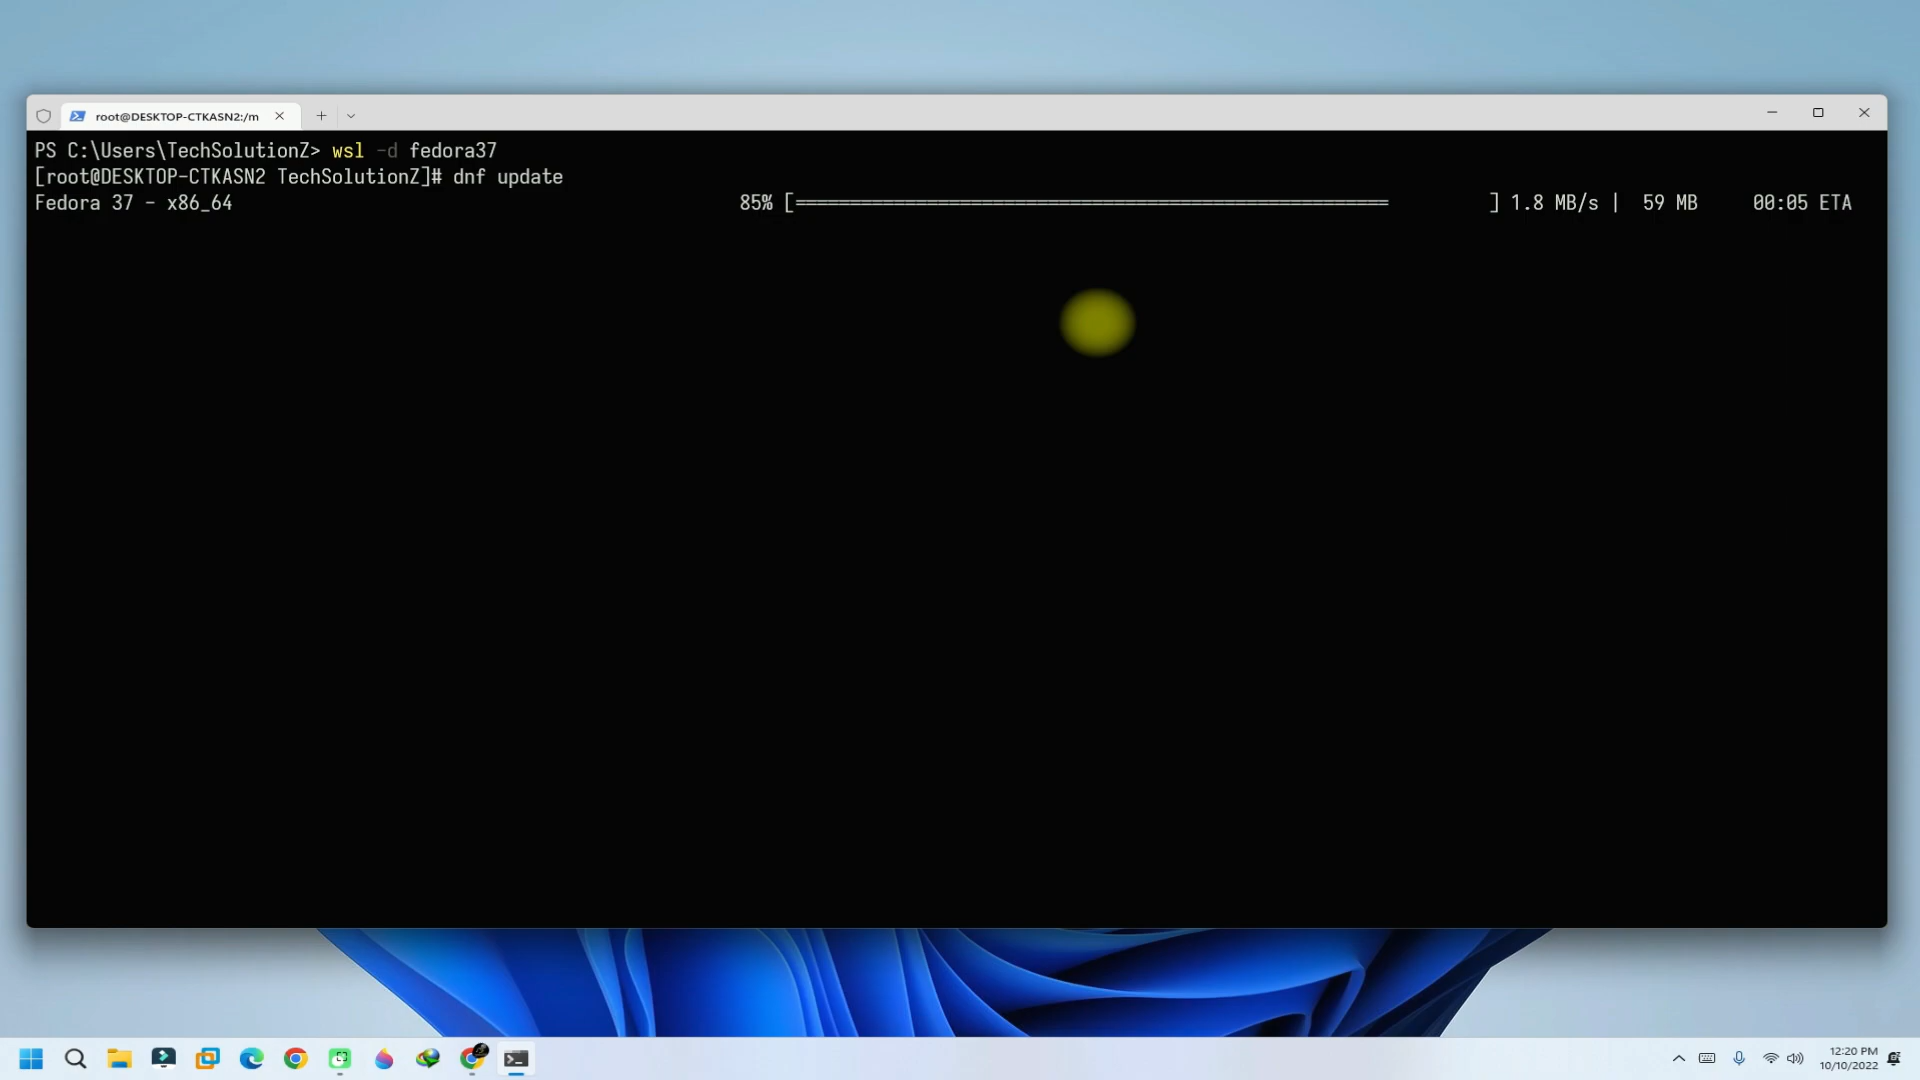 root@DESKTOP-CTKASN2:/m
PS C:\Users\TechSolutionZ> wsl -d fedora37
[root@DESKTOP-CTKASN2 TechSolutionZ]# dnf update
Fedora 37 - x86_64 85% [====================================================== ] 1.8 MB/s | 59 MB 00:05 ETA
12:20 PM
10/10/2022